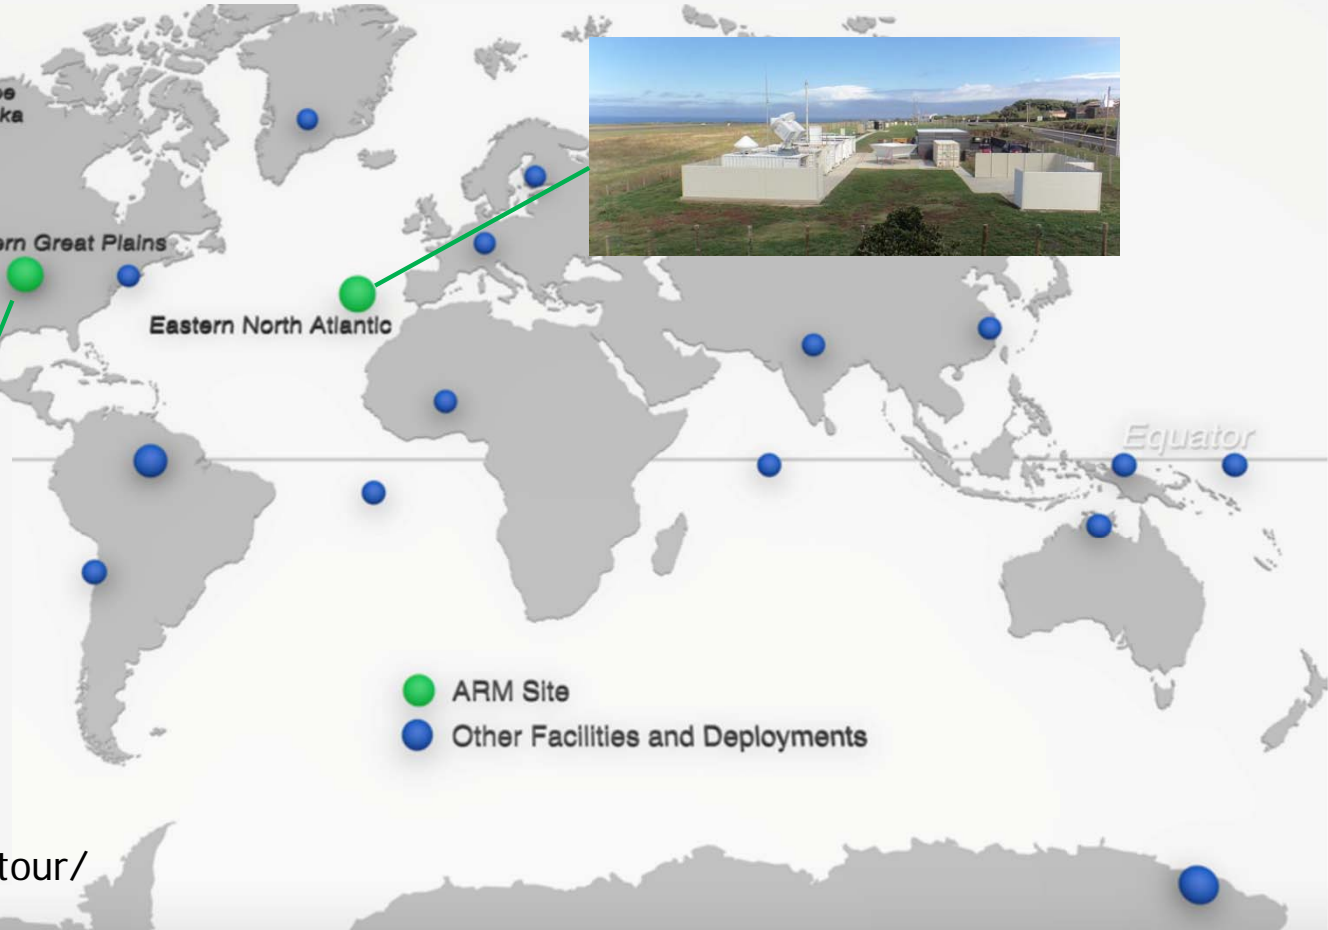 ern Great Plains
Eastern North Atlantic
Equator
ARM Site
Other Facilities and Deployments
tour/